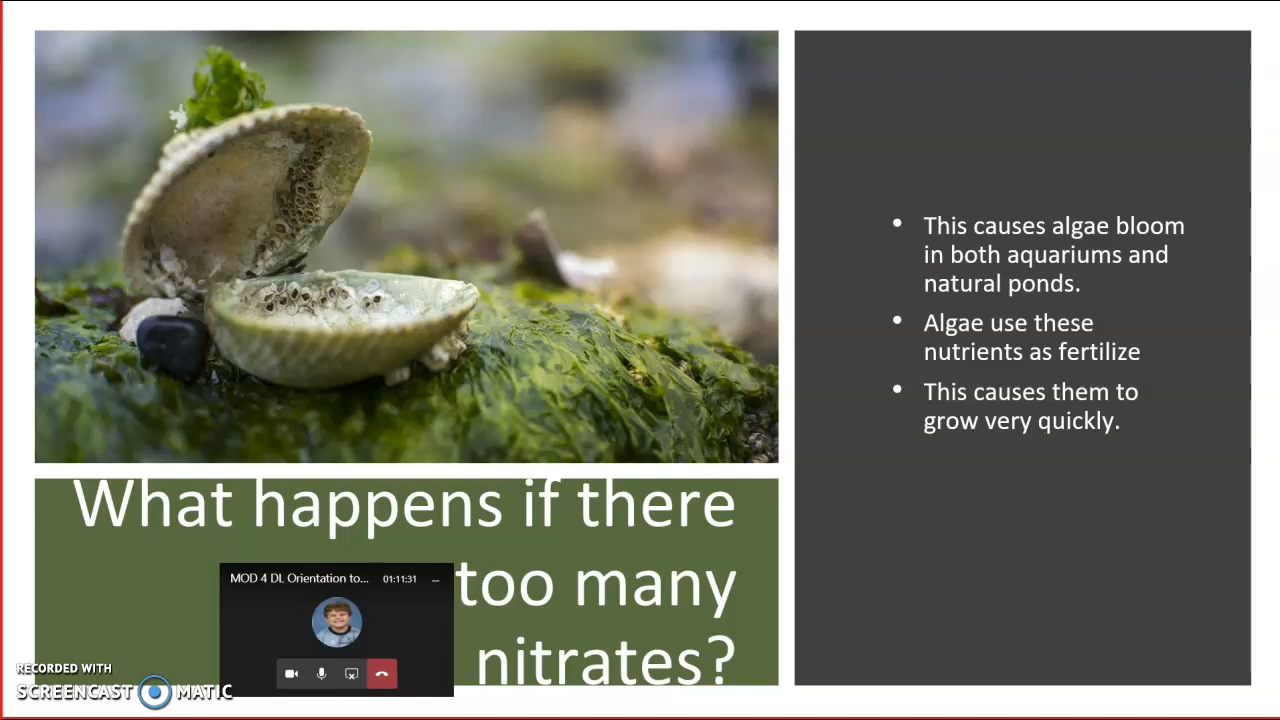 • This causes algae bloom
in both aquariums and
natural ponds.
• Algae use these
nutrients as fertilize
• This causes them to
grow very quickly.
What happens if there
too many
nitrates?
MOD 4 DL Orientation to... 01:11:31
RECORDED WITH
SCREENCAST MATIC